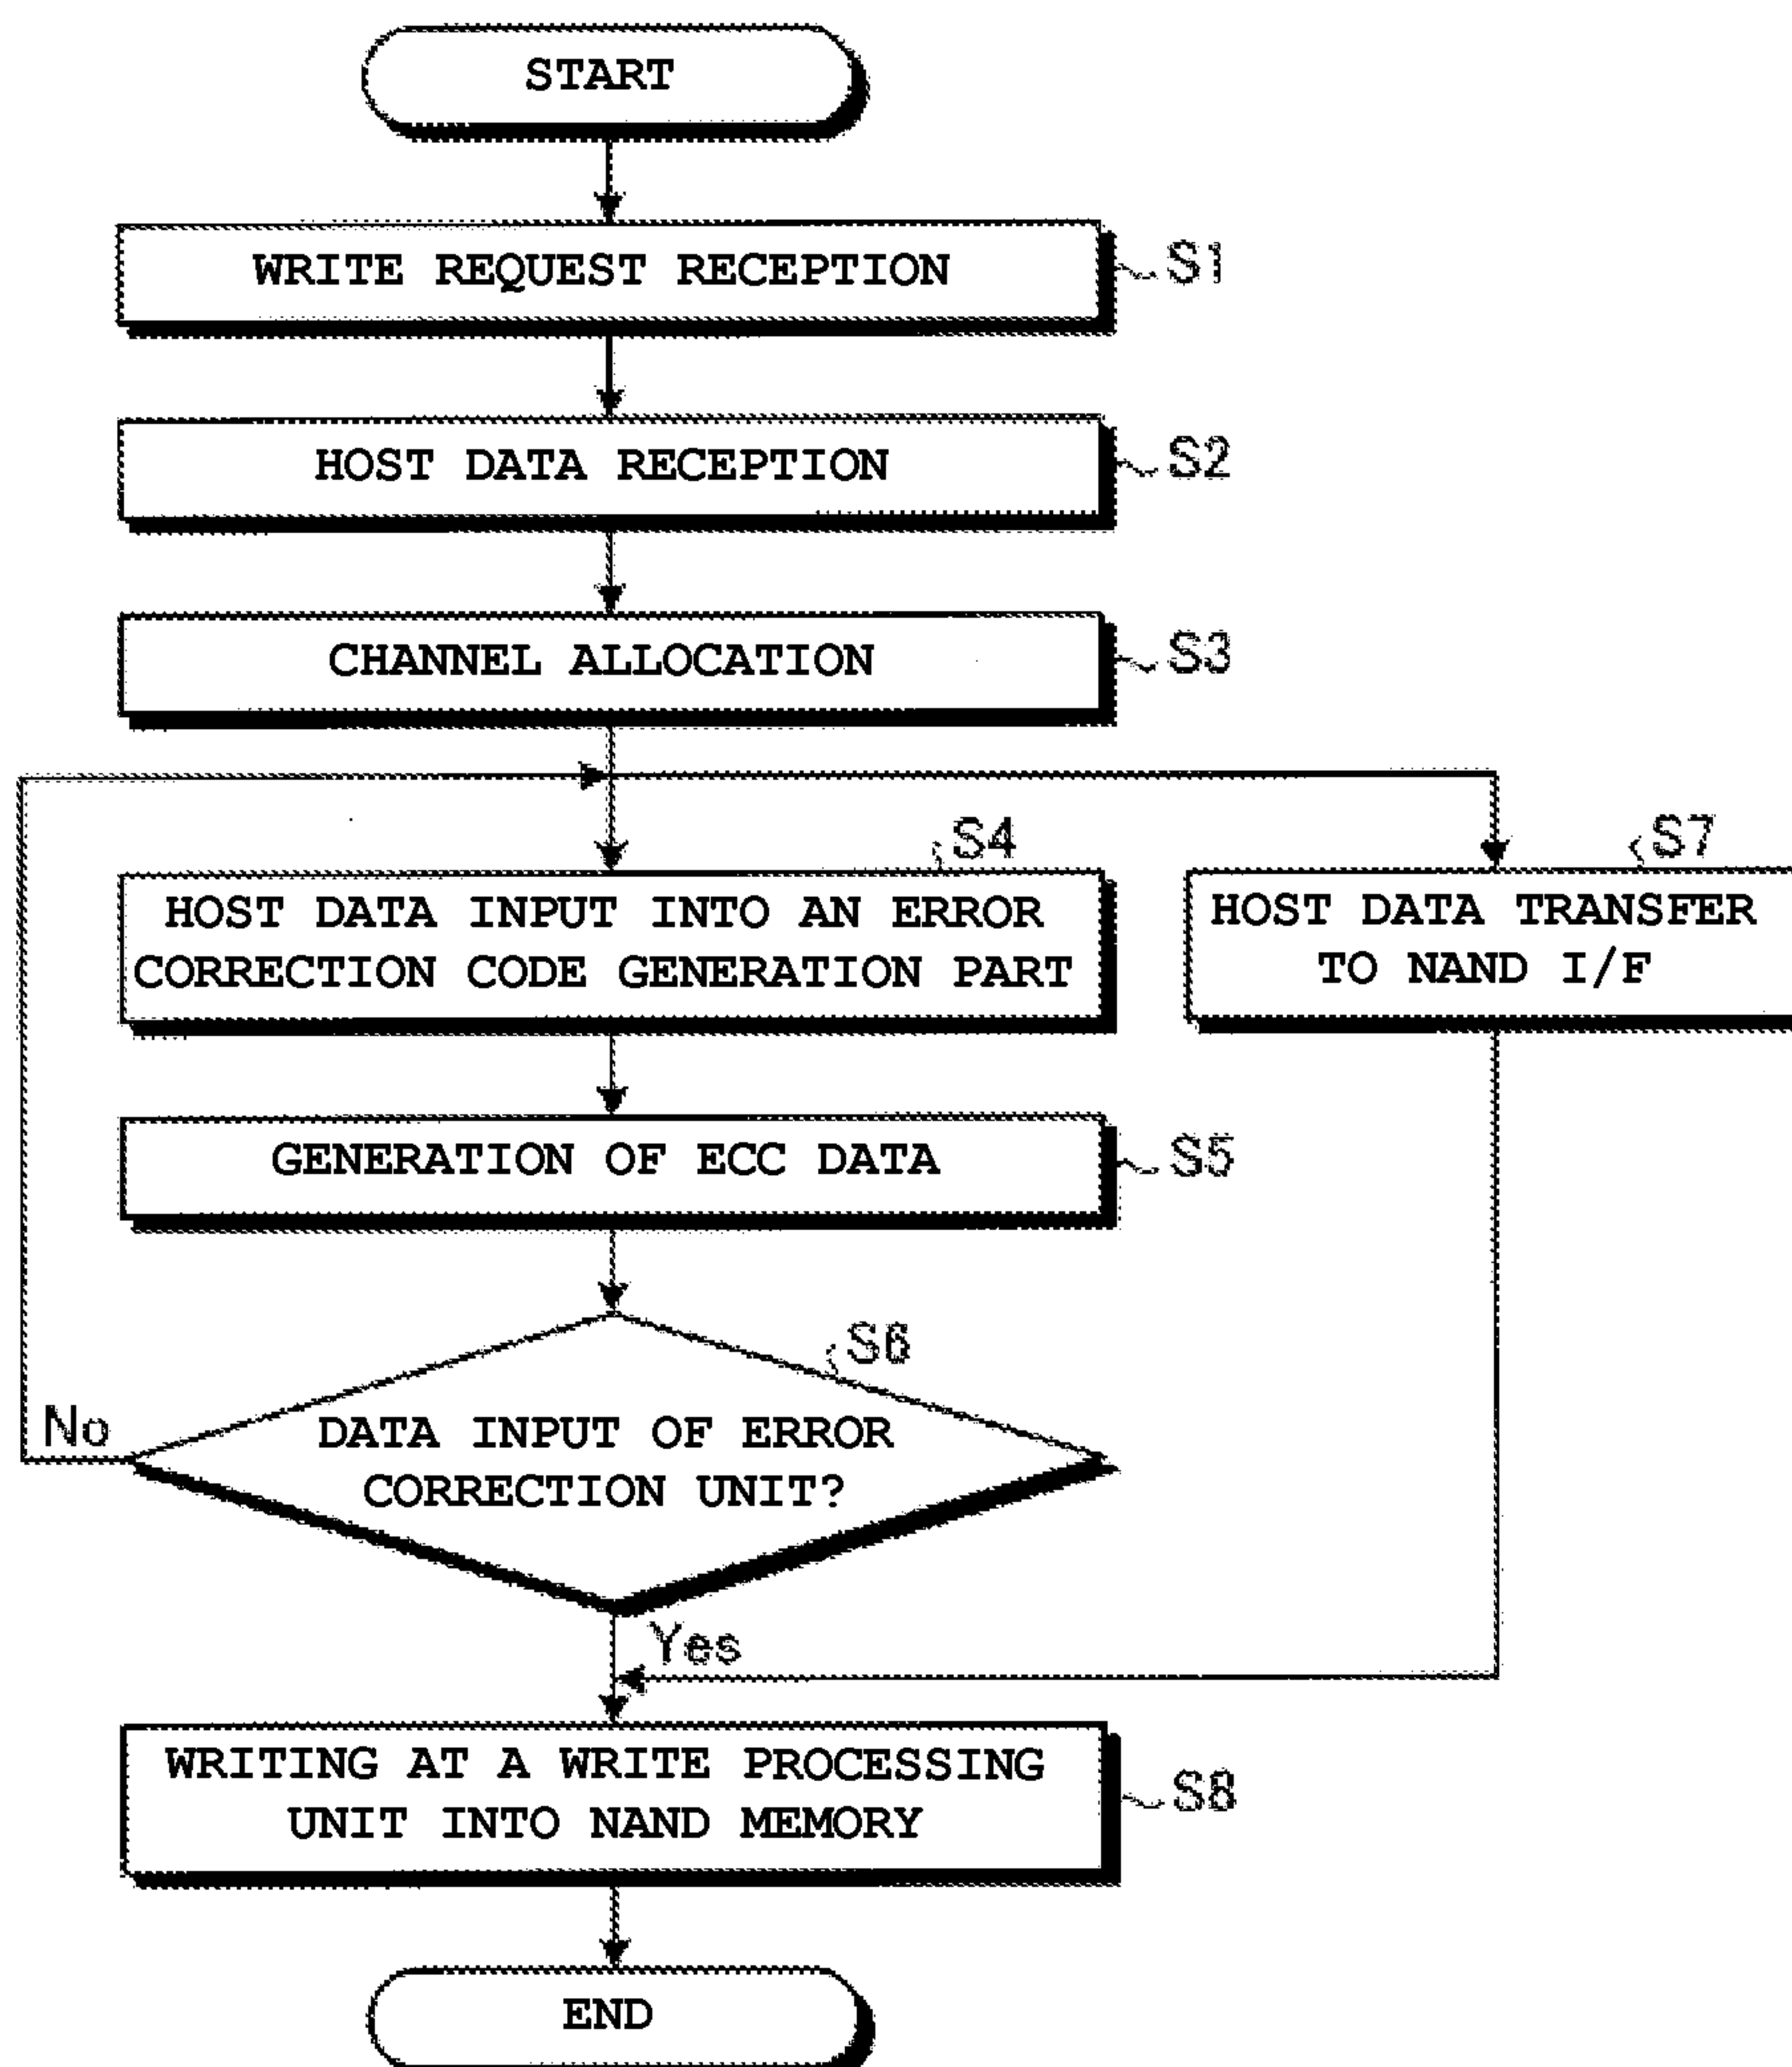 START
WRITE REQUEST RECEPTION
S1
HOST DATA RECEPTION
S2
CHANNEL ALLOCATION
S3
S4
HOST DATA INPUT INTO AN ERROR
CORRECTION CODE GENERATION PART
S7
HOST DATA TRANSFER
TO NAND I/F
GENERATION OF ECC DATA
S5
S6
DATA INPUT OF ERROR
CORRECTION UNIT?
No
Yes
WRITING AT A WRITE PROCESSING
UNIT INTO NAND MEMORY
S8
END